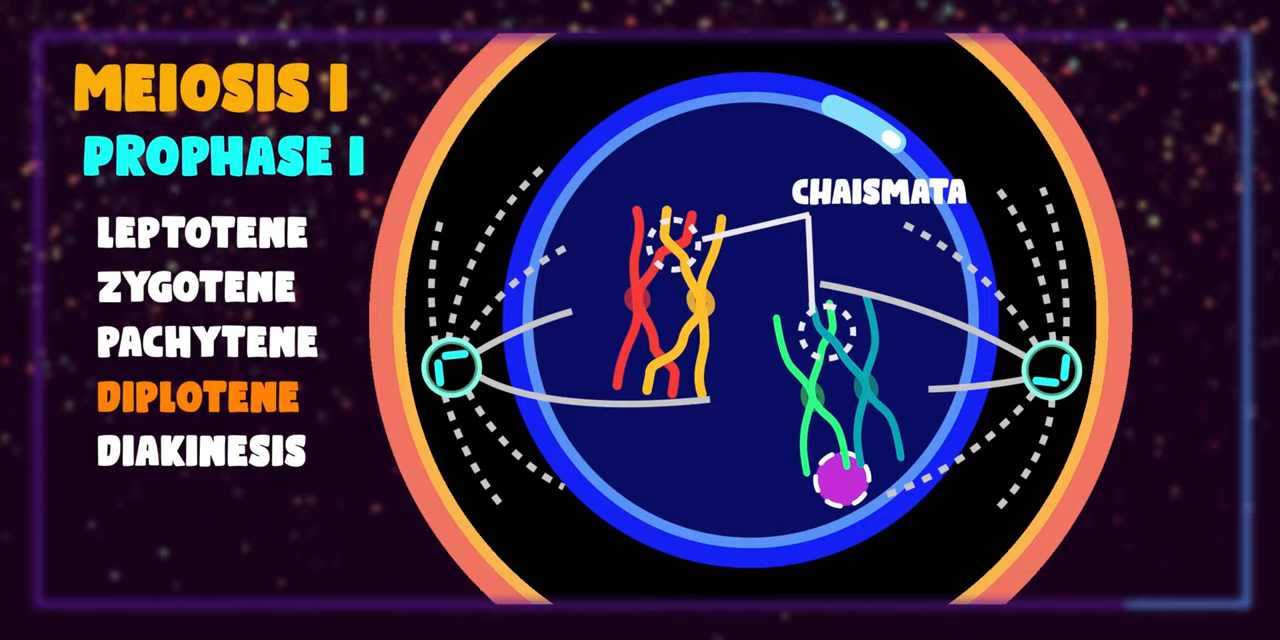 MEIOSIS I
PROPHASE I
LEPTOTENE
ZYGOTENE
PACHYTENE
DIPLOTENE
DIAKINESIS
CHAISMATA